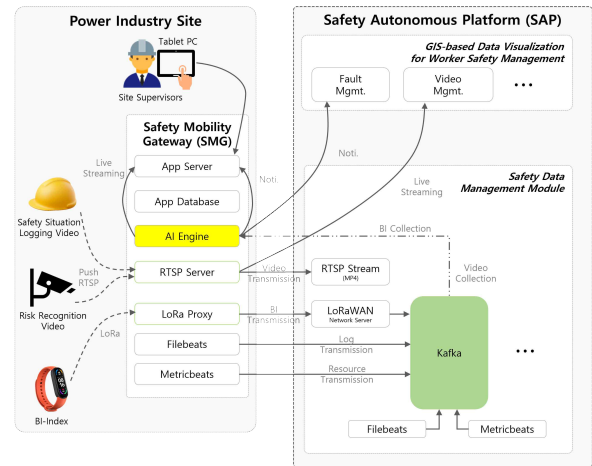 Power Industry Site
Tablet PC
Site Supervisors
Safety Mobility
Gateway (SMG)
Live
Streaming
App Server
Noti.
App Database
AI Engine
Safety Situation
Logging Video
Push
RTSP
RTSP Server
Risk Recognition
Video
LoRa
LoRa Proxy
Filebeats
Metricbeats
BI-Index
Safety Autonomous Platform (SAP)
GIS-based Data Visualization
for Worker Safety Management
Fault
Mgmt.
Video
Mgmt.
Noti.
Live
Streaming
Safety Data
Management Module
BI Collection
Video
Transmission
RTSP Stream
(MP4)
Video
Collection
BI
Transmission
LoRaWAN
Network Server
Log
Transmission
Kafka
Resource
Transmission
Filebeats
Metricbeats